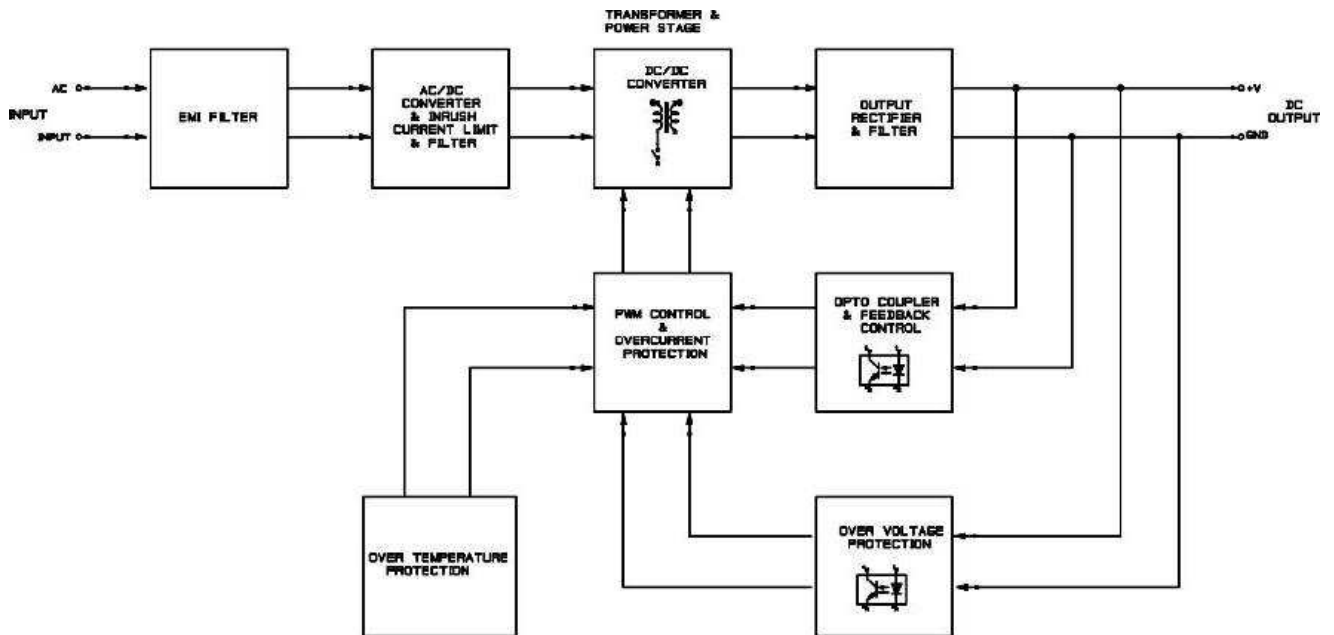 TRANSFORMER &
POWER STAGE
AC
INPUT
INPUT
EMI FILTER
AC/DC
CONVERTER
& INRUSH
CURRENT LIMIT
& FILTER
DC/DC
CONVERTER
OUTPUT
RECTIFIER
& FILTER
+V
GND
DC
OUTPUT
PWM CONTROL
&
OVERCURRENT
PROTECTION
OPTO COUPLER
& FEEDBACK
CONTROL
OVER TEMPERATURE
PROTECTION
OVER VOLTAGE
PROTECTION